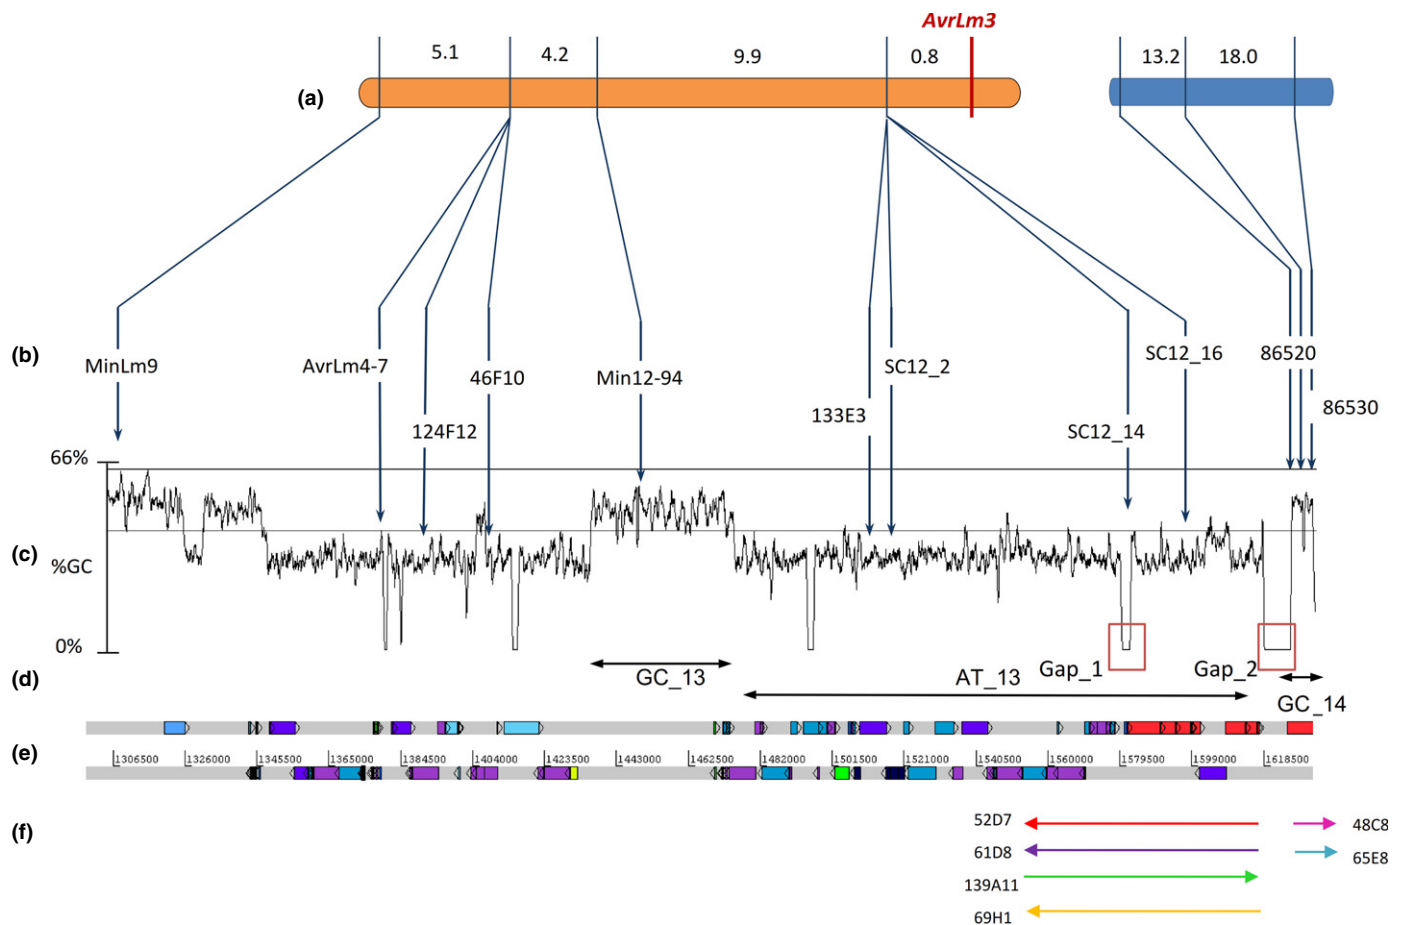 AvrLm3
5.1 4.2 9.9 0.8 13.2 18.0
(a)
(b)
MinLm9 AvrLm4-7 46F10 Min12-94 SC12_2 SC12_16 86520
124F12 133E3 SC12_14 86530
66%
(c)
%GC
0%
(d)
GC_13 AT_13 Gap_1 Gap_2
GC_14
(e)
1306500 1326000 1345500 1365000 1384500 1404000 1423500 1443000 1462500 1482000 1501500 1521000 1540500 1560000 1579500 1599000 1618500
(f)
52D7 48C8
61D8 65E8
139A11
69H1